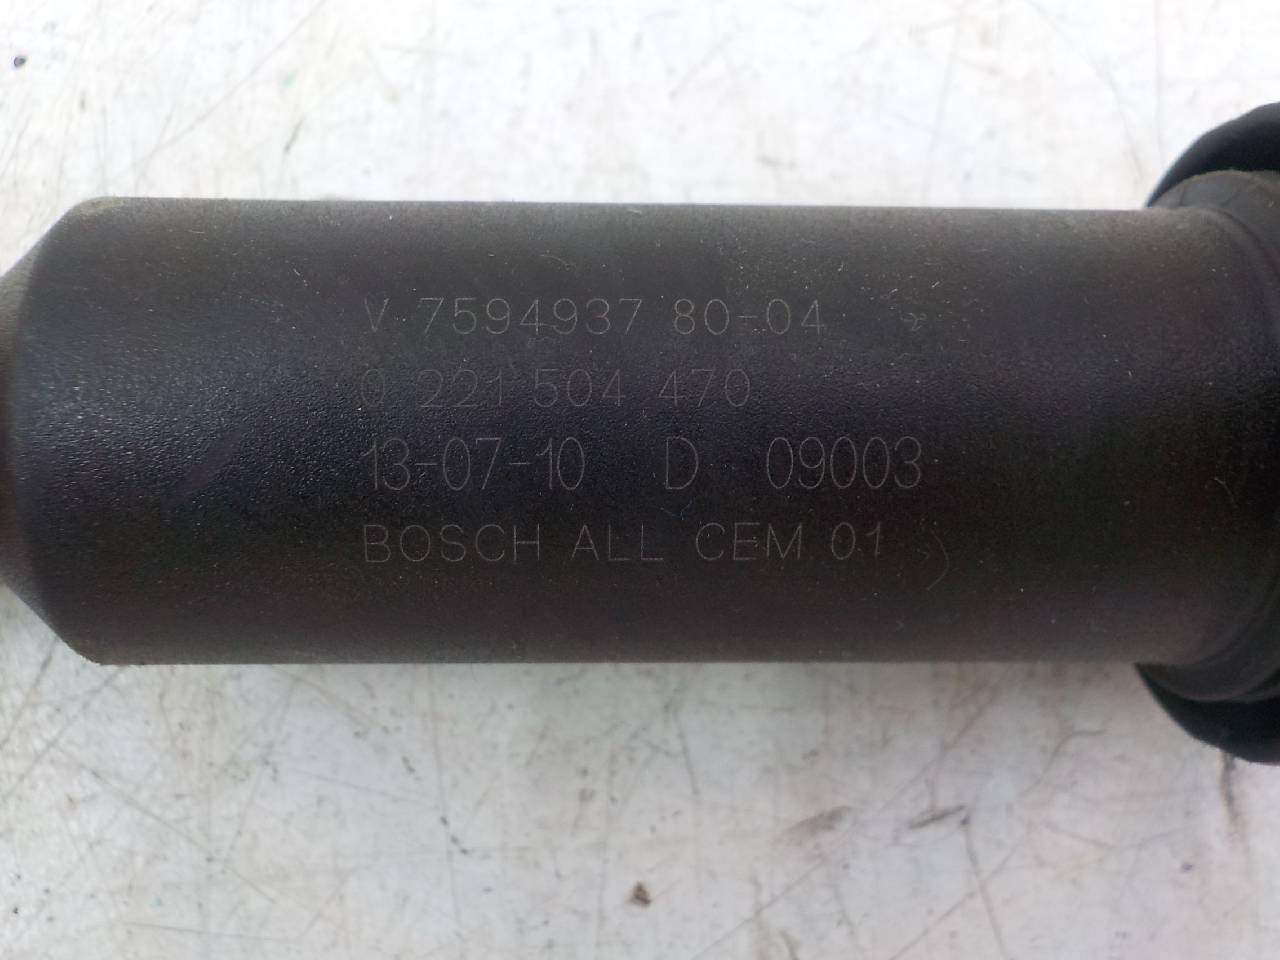 V 7594937 80-04
0 221 504 470
13-07-10 D 09003
BOSCH ALL CEM 01